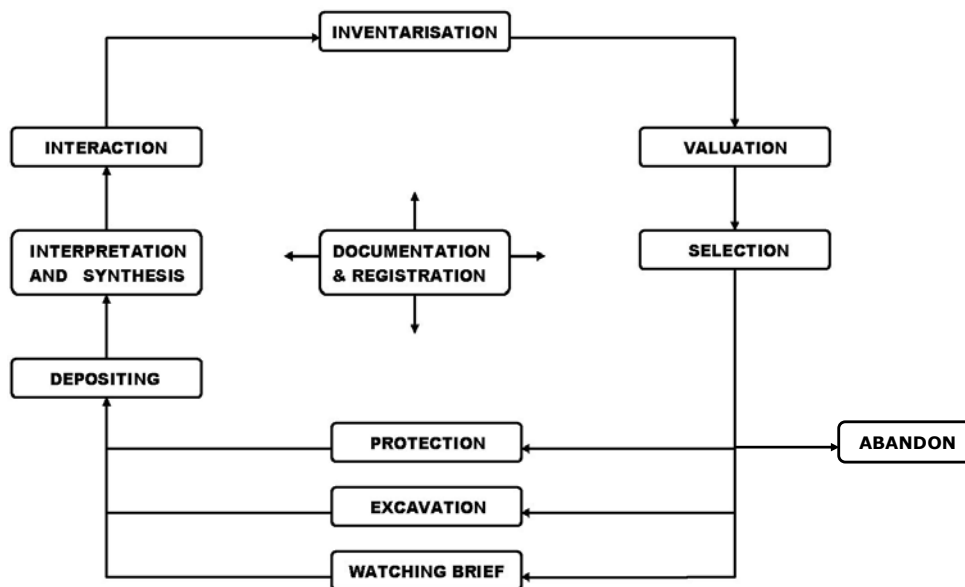 INVENTARISATION
INTERACTION
VALUATION
INTERPRETATION
AND SYNTHESIS
DOCUMENTATION
& REGISTRATION
SELECTION
DEPOSITING
PROTECTION
ABANDON
EXCAVATION
WATCHING BRIEF